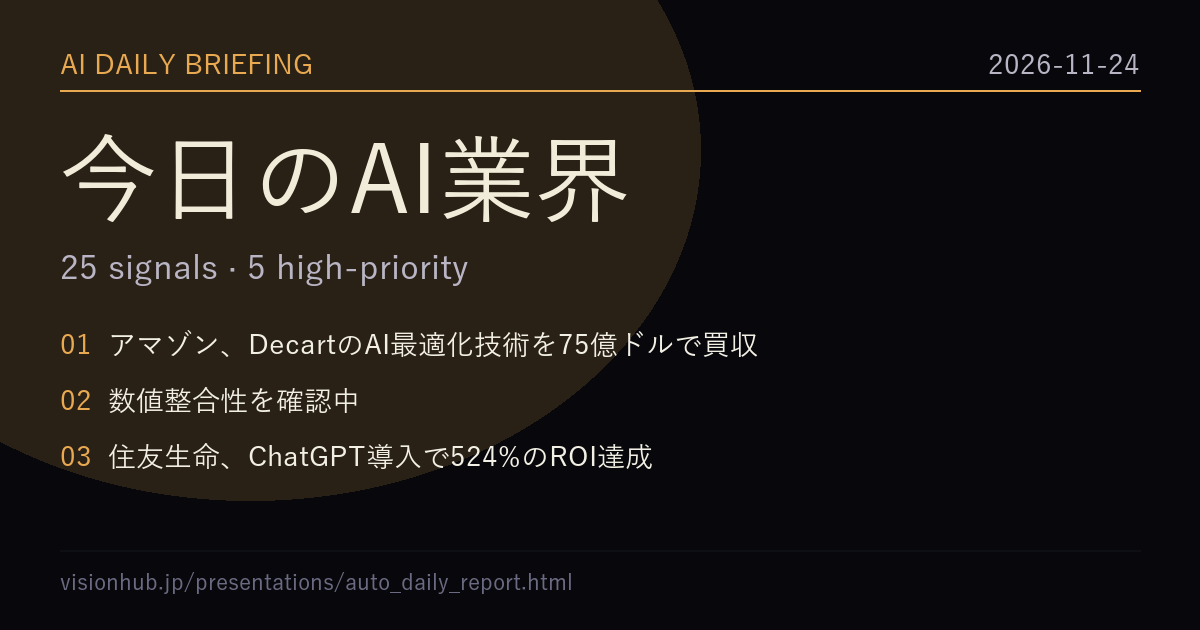 AI DAILY BRIEFING
2026-11-24
今日のAI業界
25 signals · 5 high-priority
01 アマゾン、DecartのAI最適化技術を75億ドルで買収
02 数値整合性を確認中
03 住友生命、ChatGPT導入で524%のROI達成
visionhub.jp/presentations/auto_daily_report.html